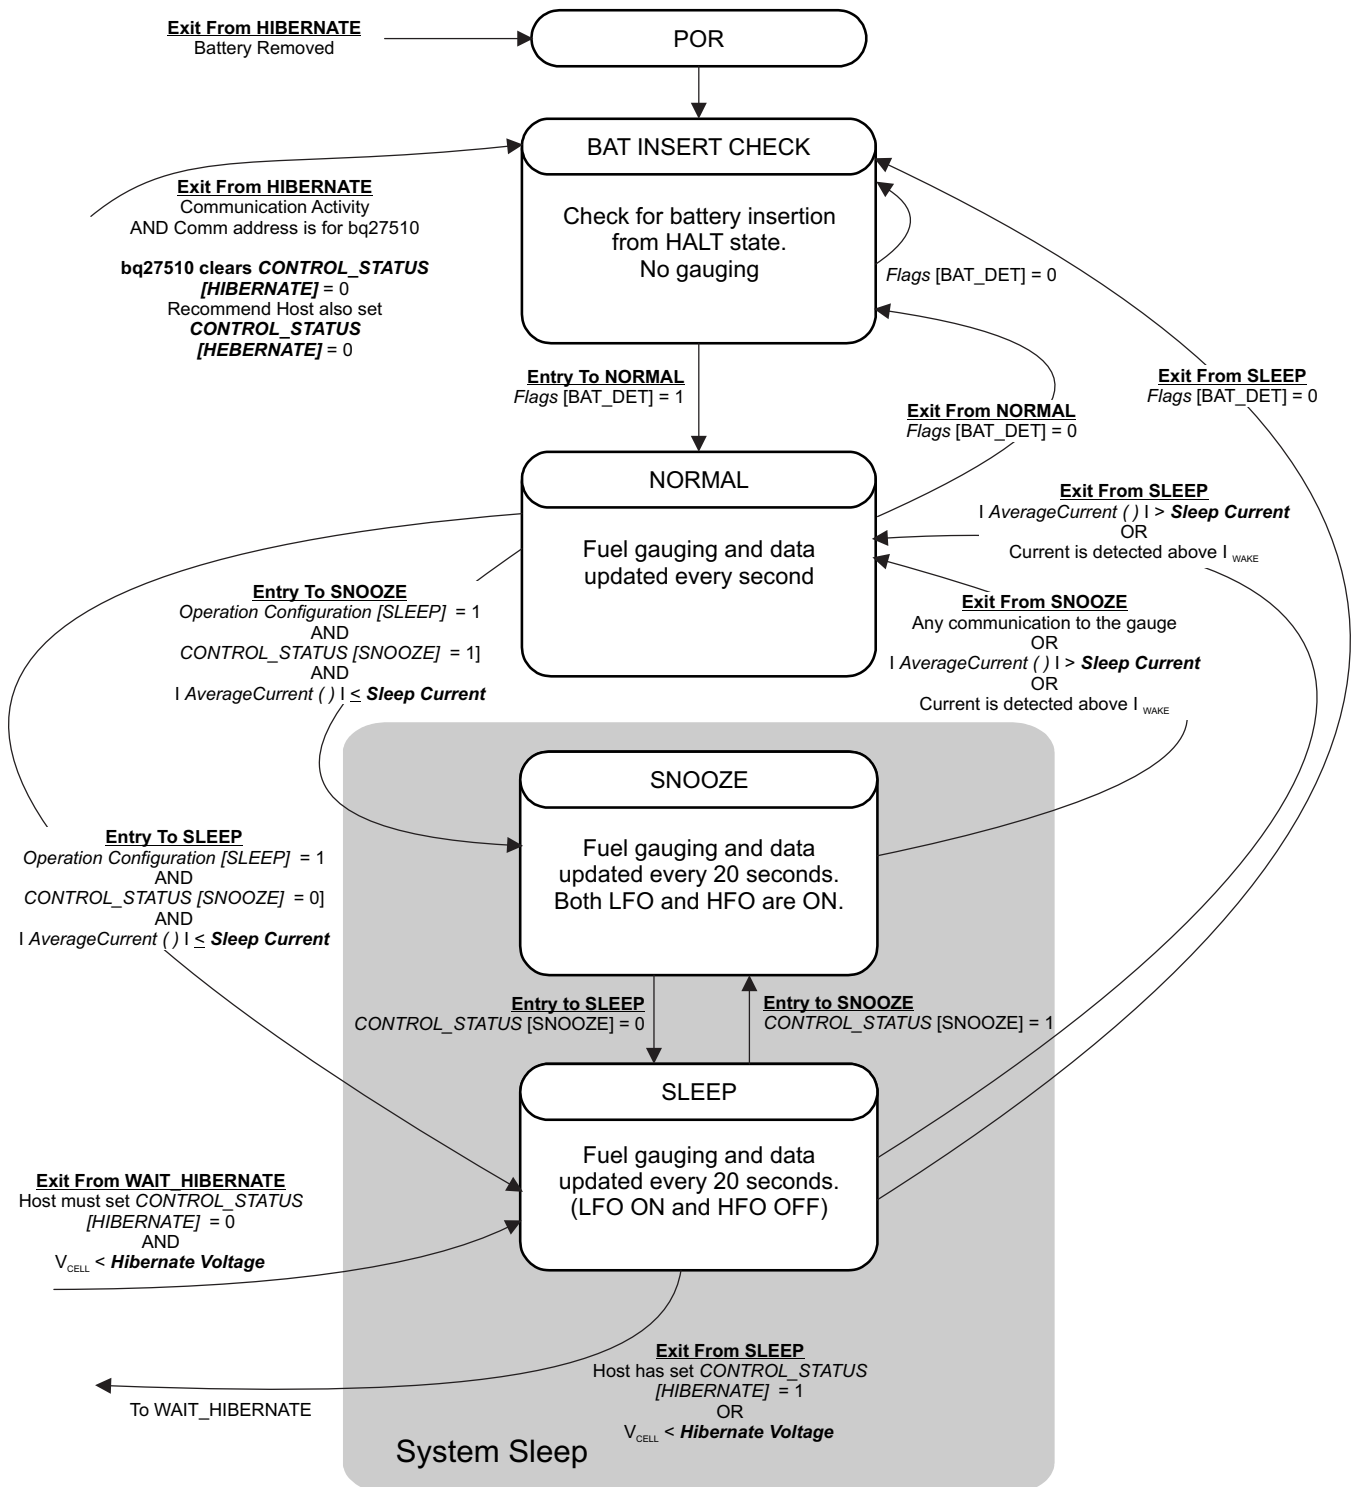 Exit From HIBERNATE
Battery Removed
POR
BAT INSERT CHECK
Check for battery insertion
from HALT state.
No gauging
Exit From HIBERNATE
Communication Activity
AND Comm address is for bq27510
bq27510 clears CONTROL_STATUS
[HIBERNATE] = 0
Recommend Host also set
CONTROL_STATUS
[HEBERNATE] = 0
Flags [BAT_DET] = 0
Entry To NORMAL
Flags [BAT_DET] = 1
Exit From NORMAL
Flags [BAT_DET] = 0
Exit From SLEEP
Flags [BAT_DET] = 0
NORMAL
Fuel gauging and data
updated every second
Exit From SLEEP
I AverageCurrent ( ) I > Sleep Current
OR
Current is detected above I WAKE
Entry To SNOOZE
Operation Configuration [SLEEP] = 1
AND
CONTROL_STATUS [SNOOZE] = 1]
AND
I AverageCurrent ( ) I ≤ Sleep Current
Exit From SNOOZE
Any communication to the gauge
OR
I AverageCurrent ( ) I > Sleep Current
OR
Current is detected above I WAKE
SNOOZE
Fuel gauging and data
updated every 20 seconds.
Both LFO and HFO are ON.
Entry To SLEEP
Operation Configuration [SLEEP] = 1
AND
CONTROL_STATUS [SNOOZE] = 0]
AND
I AverageCurrent ( ) I ≤ Sleep Current
Entry to SLEEP
CONTROL_STATUS [SNOOZE] = 0
Entry to SNOOZE
CONTROL_STATUS [SNOOZE] = 1
SLEEP
Fuel gauging and data
updated every 20 seconds.
(LFO ON and HFO OFF)
Exit From WAIT_HIBERNATE
Host must set CONTROL_STATUS
[HIBERNATE] = 0
AND
VCELL < Hibernate Voltage
Exit From SLEEP
Host has set CONTROL_STATUS
[HIBERNATE] = 1
OR
VCELL < Hibernate Voltage
To WAIT_HIBERNATE
System Sleep